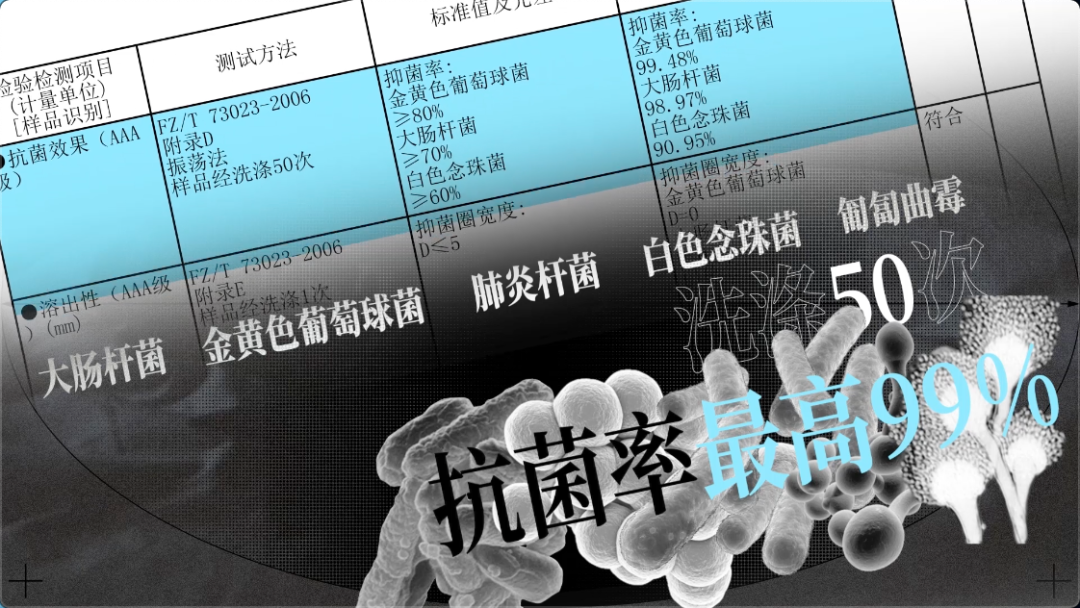 检验检测项目
(计量单位)
[样品识别]
测试方法
标准值及允差
●抗菌效果（AAA
级）
FZ/T 73023-2006
附录D
振荡法
样品经洗涤50次
抑菌率:
金黄色葡萄球菌
≥80%
大肠杆菌
≥70%
白色念珠菌
≥60%
抑菌率:
金黄色葡萄球菌
99.48%
大肠杆菌
98.97%
白色念珠菌
90.95%
符合
●溶出性（AAA级
）(mm)
FZ/T 73023-2006
附录E
样品经洗涤1次
抑菌圈宽度:
D≤5
抑菌圈宽度:
金黄色葡萄球菌
D=0
大肠杆菌 金黄色葡萄球菌 肺炎杆菌 白色念珠菌 匍匐曲霉
洗涤50次
抗菌率最高99%